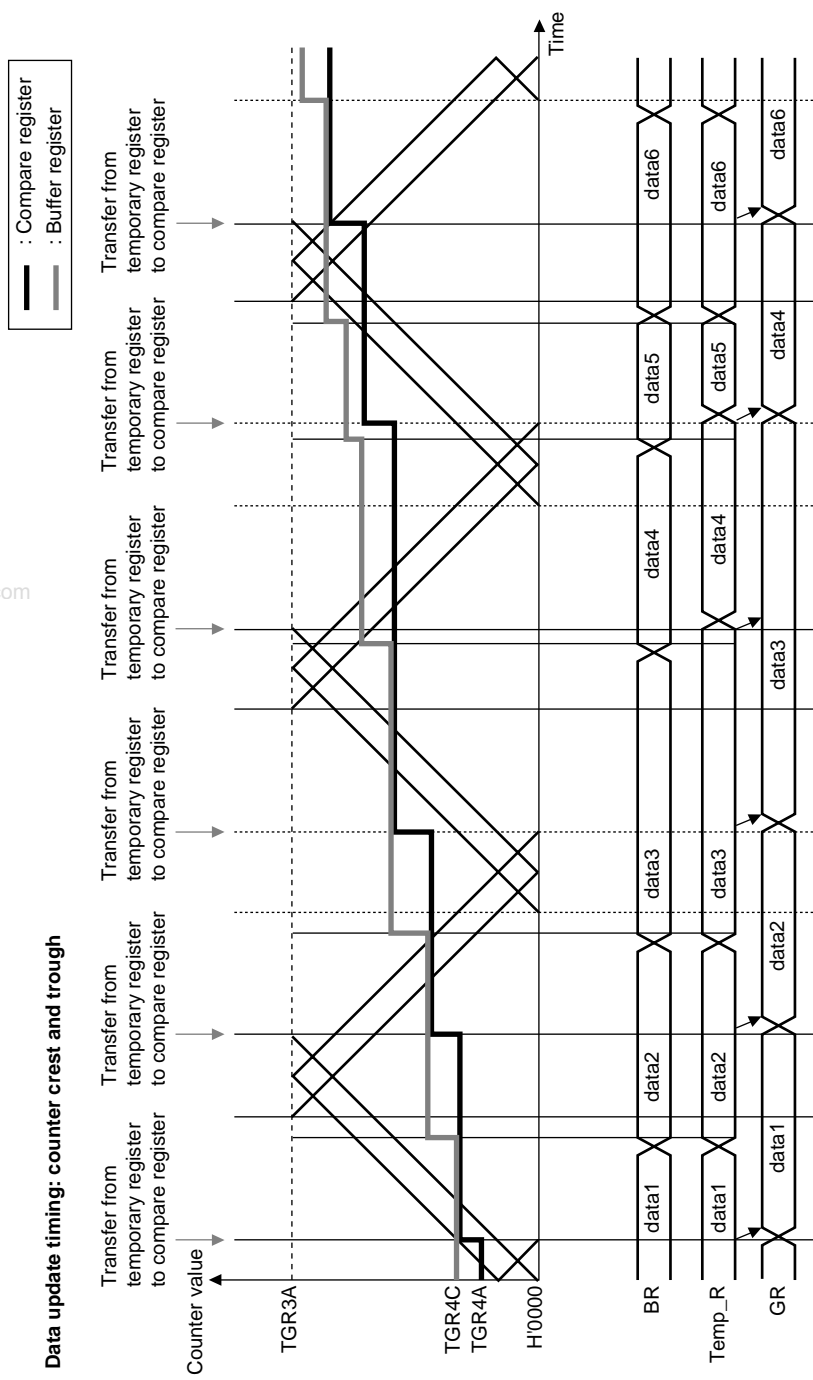 Data update timing: counter crest and trough
: Compare register
: Buffer register
Transfer from
temporary register
to compare register
Transfer from
temporary register
to compare register
Transfer from
temporary register
to compare register
Transfer from
temporary register
to compare register
Transfer from
temporary register
to compare register
Transfer from
temporary register
to compare register
Counter value
TGR3A
TGR4C
TGR4A
H'0000
Time
BR
data1
data2
data3
data4
data5
data6
Temp_R
data1
data2
data3
data4
data5
data6
GR
data1
data2
data3
data4
data6
om